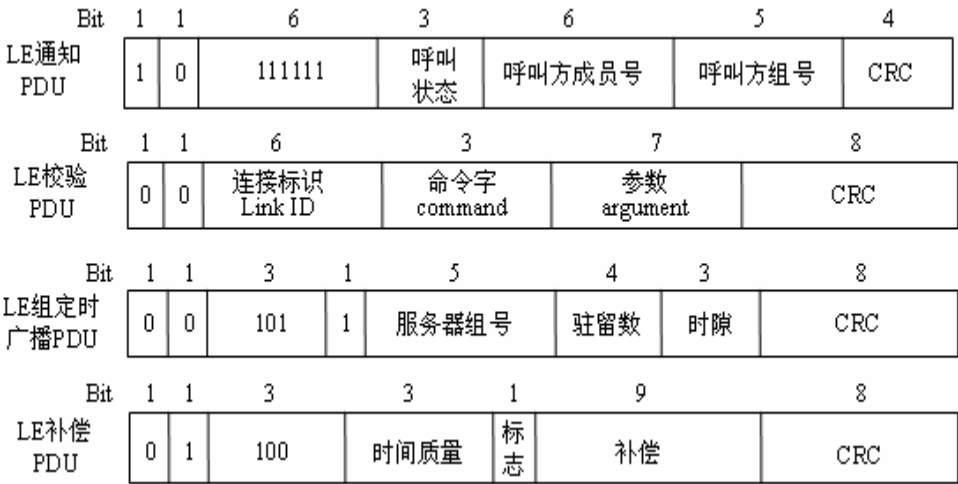 Bit 1 1 6 3 6 5 4
LE通知
PDU
1 0 111111 呼叫
状态 呼叫方成员号 呼叫方组号 CRC
Bit 1 1 6 3 7 8
LE校验
PDU
0 0 连接标识
Link ID 命令字
command 参数
argument CRC
Bit 1 1 3 1 5 4 3 8
LE组定时
广播PDU
0 0 101 1 服务器组号 驻留数 时隙 CRC
Bit 1 1 3 3 1 9 8
LE补偿
PDU
0 1 100 时间质量 标
志 补偿 CRC